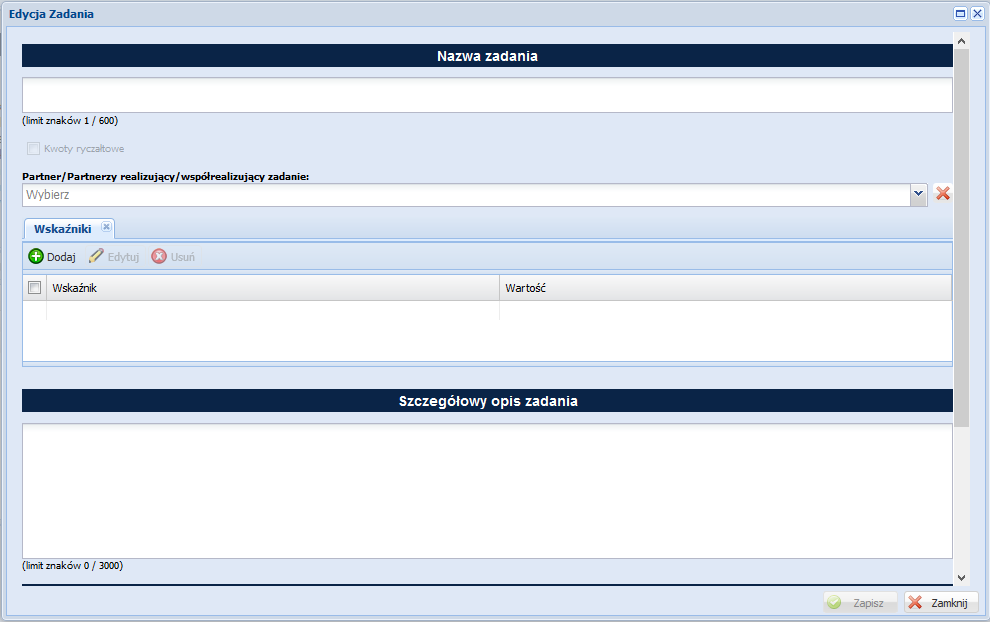 Edycja Zadania
Nazwa zadania
(limit znaków 1 / 600)
Kwoty ryczałtowe
Partner/Partnerzy realizujący/współrealizujący zadanie:
Wybierz
Wskaźniki
Dodaj Edytuj Usuń
Wskaźnik Wartość
Szczegółowy opis zadania
(limit znaków 0 / 3000)
Zapisz Zamknij